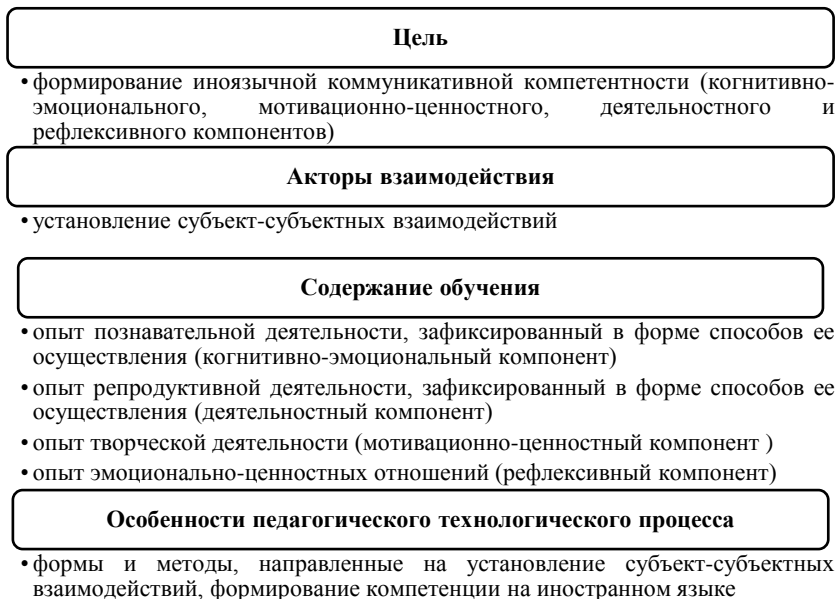 Цель
• формирование иноязычной коммуникативной компетентности (когнитивно-
эмоционального, мотивационно-ценностного, деятельностного и
рефлексивного компонентов)
Акторы взаимодействия
• установление субъект-субъектных взаимодействий
Содержание обучения
• опыт познавательной деятельности, зафиксированный в форме способов ее
осуществления (когнитивно-эмоциональный компонент)
• опыт репродуктивной деятельности, зафиксированный в форме способов ее
осуществления (деятельностный компонент)
• опыт творческой деятельности (мотивационно-ценностный компонент )
• опыт эмоционально-ценностных отношений (рефлексивный компонент)
Особенности педагогического технологического процесса
• формы и методы, направленные на установление субъект-субъектных
взаимодействий, формирование компетенции на иностранном языке